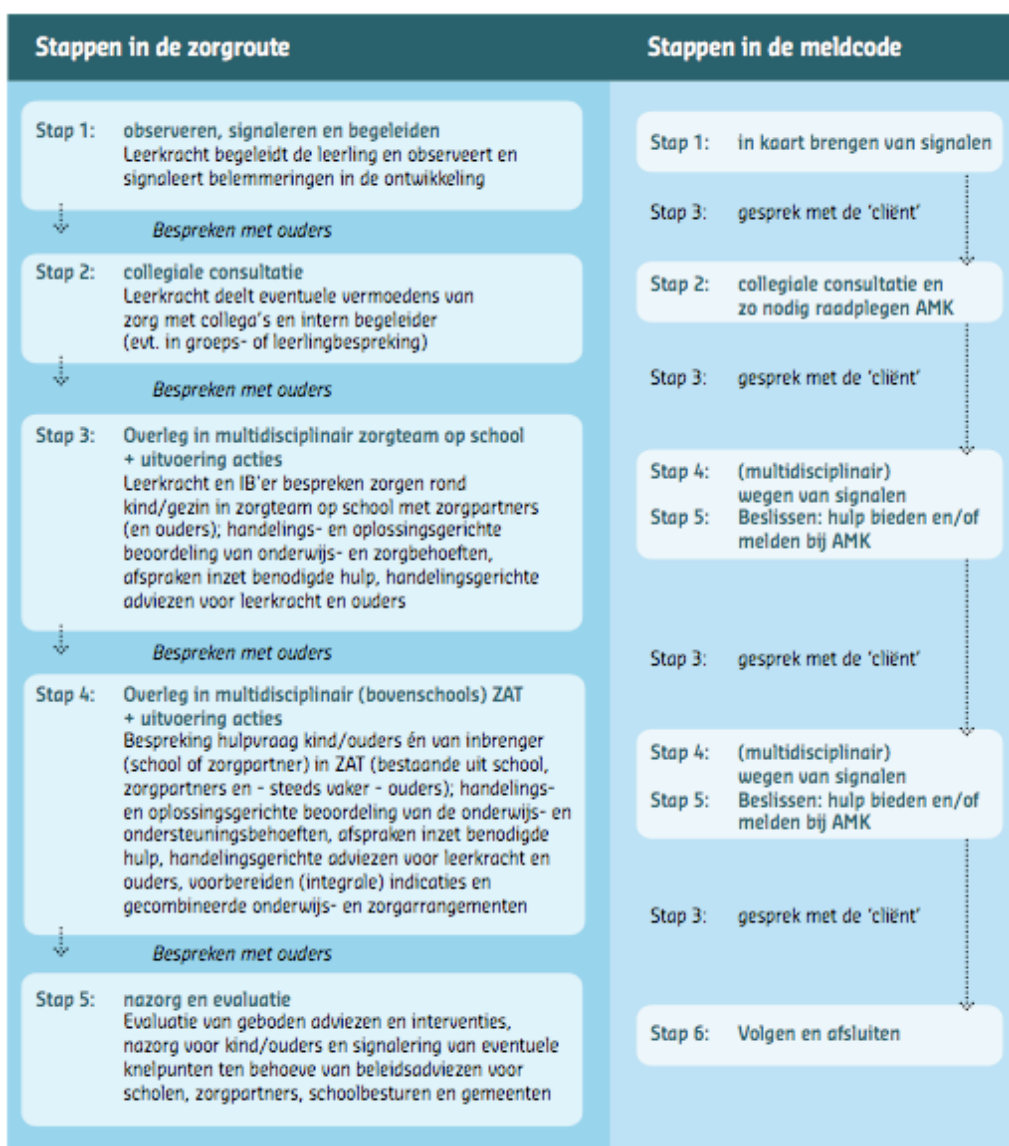 Stappen in de zorgroute
Stap 1: observeren, signaleren en begeleiden
Leerkracht begeleidt de leerling en observeert en
signaleert belemmeringen in de ontwikkeling
Bespreken met ouders
Stap 2: collegiale consultatie
Leerkracht deelt eventuele vermoedens van
zorg met collega's en intern begeleider
(evt. in groeps- of leerlingbespreking)
Bespreken met ouders
Stap 3: Overleg in multidisciplinair zorgteam op school
+ uitvoering acties
Leerkracht en IB'er bespreken zorgen rond
kind/gezin in zorgteam op school met zorgpartners
(en ouders); handelings- en oplossingsgerichte
beoordeling van onderwijs- en zorgbehoeften,
afspraken inzet benodigde hulp, handelingsgerichte
adviezen voor leerkracht en ouders
Bespreken met ouders
Stap 4: Overleg in multidisciplinair (bovenschools) ZAT
+ uitvoering acties
Bespreking hulpvraag kind/ouders én van inbrenger
(school of zorgpartner) in ZAT (bestaande uit school,
zorgpartners en - steeds vaker - ouders); handelings-
en oplossingsgerichte beoordeling van de onderwijs- en
ondersteuningsbehoeften, afspraken inzet benodigde
hulp, handelingsgerichte adviezen voor leerkracht en
ouders, voorbereiden (integrale) indicaties en
gecombineerde onderwijs- en zorgarrangementen
Bespreken met ouders
Stap 5: nazorg en evaluatie
Evaluatie van geboden adviezen en interventies,
nazorg voor kind/ouders en signalering van eventuele
knelpunten ten behoeve van beleidsadviezen voor
scholen, zorgpartners, schoolbesturen en gemeenten
Stappen in de meldcode
Stap 1: in kaart brengen van signalen
Stap 3: gesprek met de 'cliënt'
Stap 2: collegiale consultatie en
zo nodig raadplegen AMK
Stap 3: gesprek met de 'cliënt'
Stap 4: (multidisciplinair)
wegen van signalen
Stap 5: Beslissen: hulp bieden en/of
melden bij AMK
Stap 3: gesprek met de 'cliënt'
Stap 4: (multidisciplinair)
wegen van signalen
Stap 5: Beslissen: hulp bieden en/of
melden bij AMK
Stap 3: gesprek met de 'cliënt'
Stap 6: Volgen en afsluiten